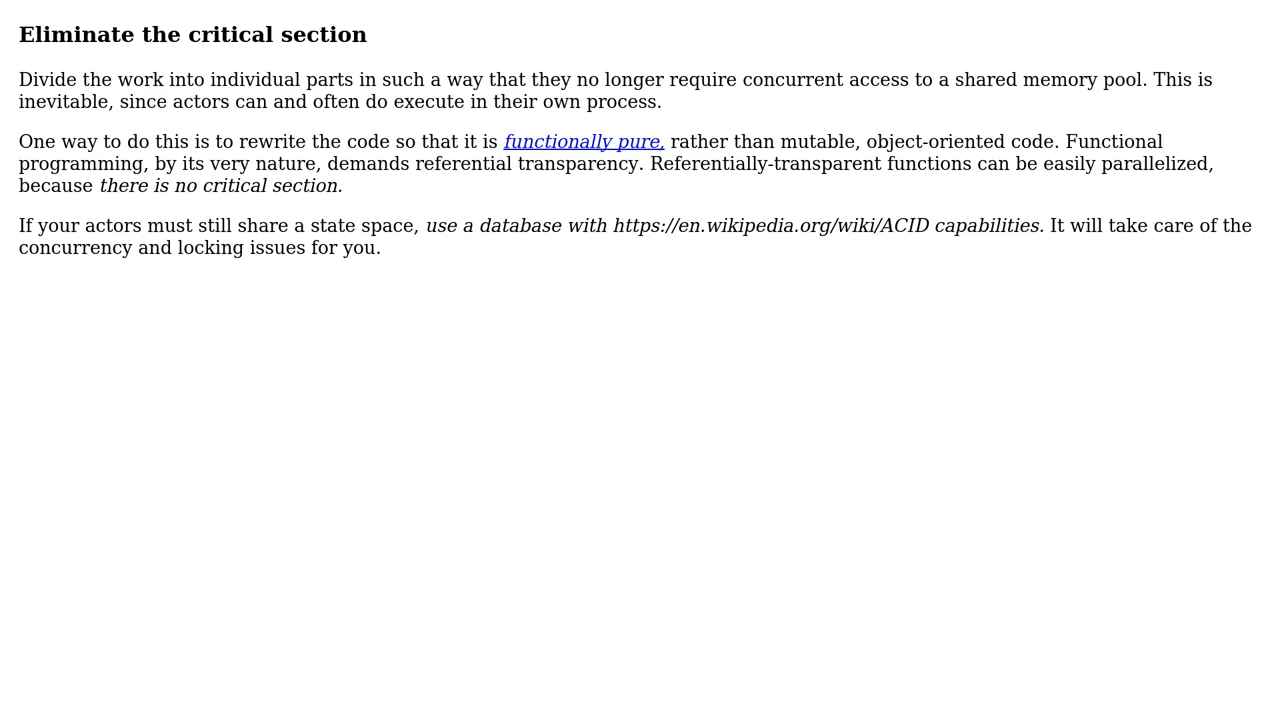 Eliminate the critical section
Divide the work into individual parts in such a way that they no longer require concurrent access to a shared memory pool. This is
inevitable, since actors can and often do execute in their own process.
One way to do this is to rewrite the code so that it is functionally pure, rather than mutable, object-oriented code. Functional
programming, by its very nature, demands referential transparency. Referentially-transparent functions can be easily parallelized,
because there is no critical section.
If your actors must still share a state space, use a database with https://en.wikipedia.org/wiki/ACID capabilities. It will take care of the
concurrency and locking issues for you.